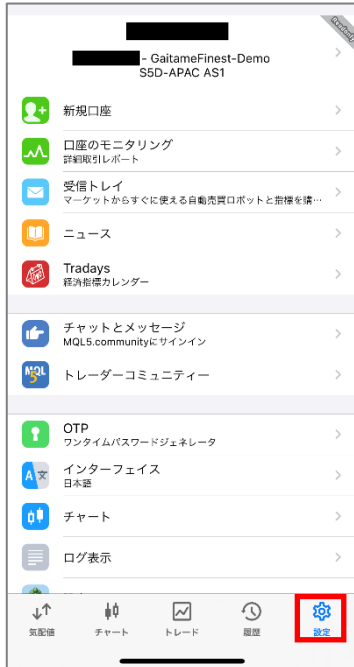 - GaitameFinest-Demo
S5D-APAC AS1
新規口座
口座のモニタリング
詳細取引レポート
受信トレイ
マーケットからすぐに使える自動売買ロボットと指標を購…
ニュース
Tradays
経済指標カレンダー
チャットとメッセージ
MQL5.communityにサインイン
MQL
5
トレーダーコミュニティー
OTP
ワンタイムパスワードジェネレータ
A 文
インターフェイス
日本語
チャート
ログ表示
気配値
チャート
トレード
履歴
設定